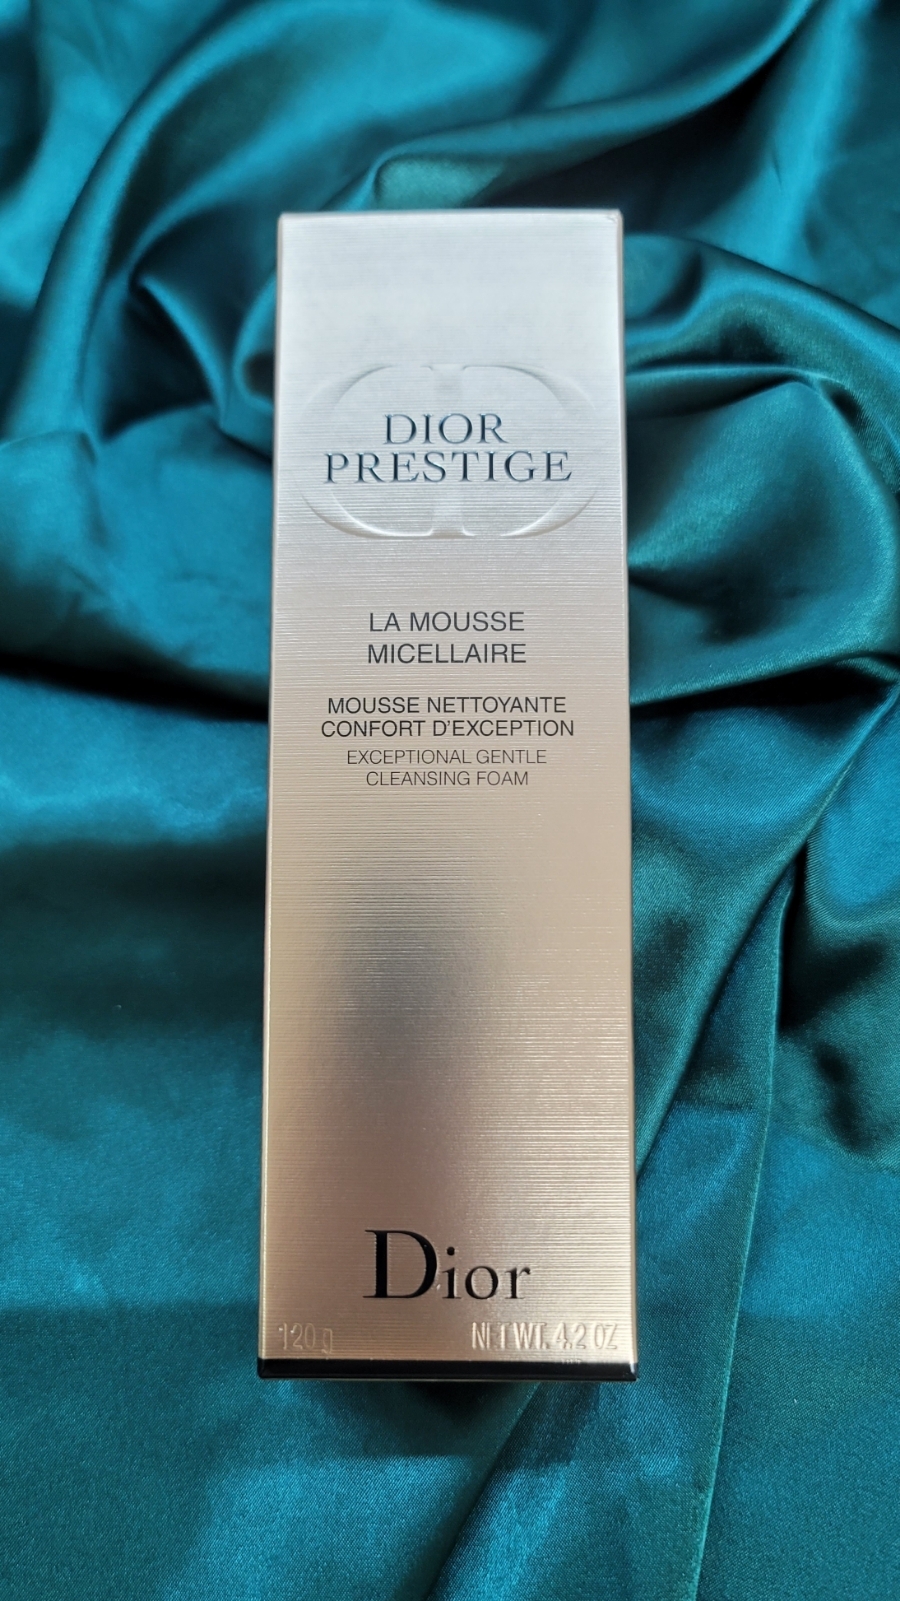 DIOR
PRESTIGE
LA MOUSSE
MICELLAIRE
MOUSSE NETTOYANTE
CONFORT D'EXCEPTION
EXCEPTIONAL GENTLE
CLEANSING FOAM
Dior
120 g NET WT. 4.2 OZ